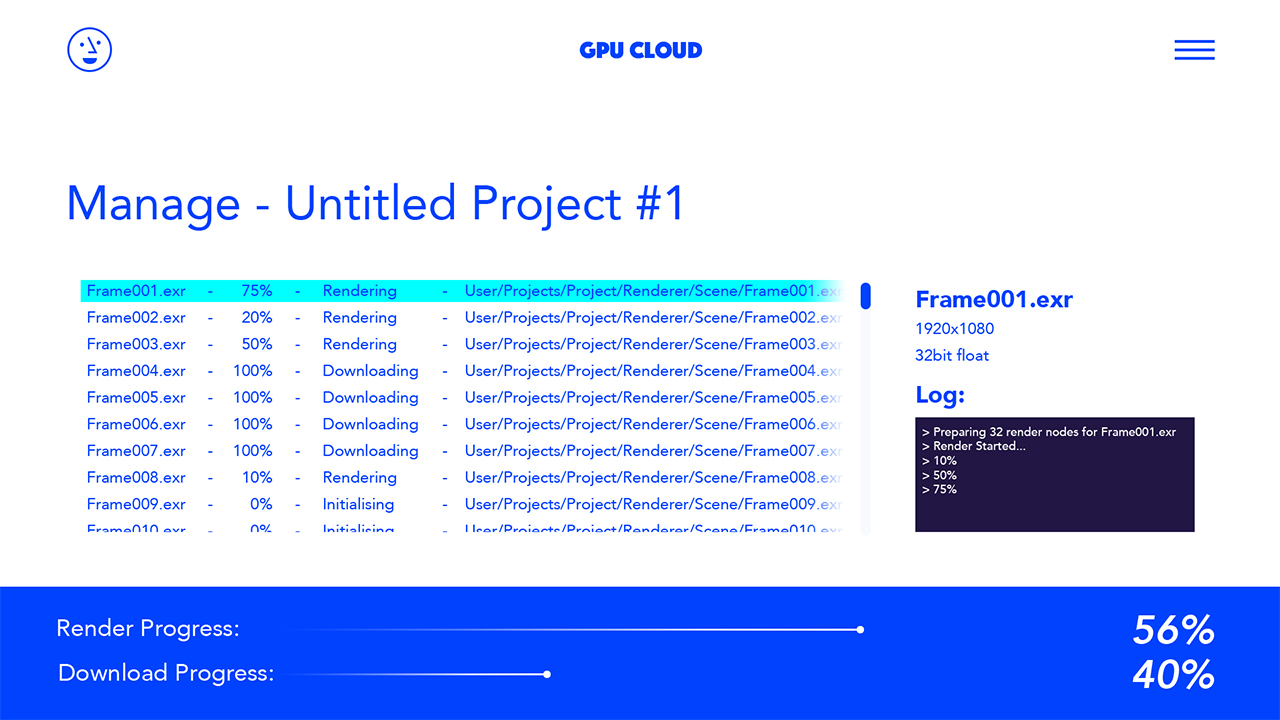 GPU CLOUD
Manage - Untitled Project #1
Frame001.exr - 75% - Rendering - User/Projects/Project/Renderer/Scene/Frame001.exr
Frame002.exr - 20% - Rendering - User/Projects/Project/Renderer/Scene/Frame002.exr
Frame003.exr - 50% - Rendering - User/Projects/Project/Renderer/Scene/Frame003.exr
Frame004.exr - 100% - Downloading - User/Projects/Project/Renderer/Scene/Frame004.exr
Frame005.exr - 100% - Downloading - User/Projects/Project/Renderer/Scene/Frame005.exr
Frame006.exr - 100% - Downloading - User/Projects/Project/Renderer/Scene/Frame006.exr
Frame007.exr - 100% - Downloading - User/Projects/Project/Renderer/Scene/Frame007.exr
Frame008.exr - 10% - Rendering - User/Projects/Project/Renderer/Scene/Frame008.exr
Frame009.exr - 0% - Initialising - User/Projects/Project/Renderer/Scene/Frame009.exr
Frame010.exr - 0% - Initialising - User/Projects/Project/Renderer/Scene/Frame010.exr
Frame001.exr
1920x1080
32bit float
Log:
> Preparing 32 render nodes for Frame001.exr
> Render Started...
> 10%
> 50%
> 75%
Render Progress: 56%
Download Progress: 40%